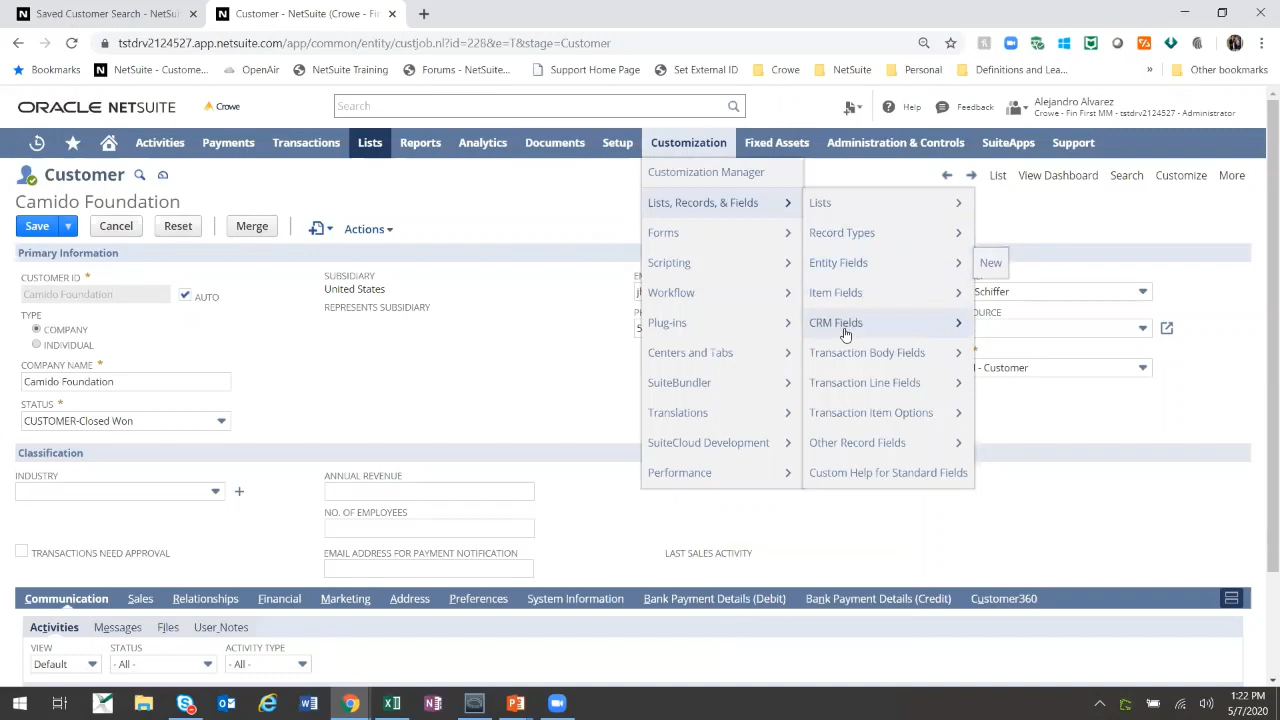 Saved Customer Search - NetSu
Customer - NetSuite (Crowe - Fi
tstdrv2124527.app.netsuite.com/app/common/entity/custjob.nl?id=228&e=T&stage=Customer
Bookmarks
NetSuite - Custome...
OpenAir
NetSuite Training
Forums - NetSuite...
Support Home Page
Set External ID
Crowe
NetSuite
Personal
Definitions and Lea...
Other bookmarks
ORACLE NETSUITE
Crowe
Search
Help
Feedback
Alejandro Alvarez
Crowe - Fin First MM - tstdrv2124527 - Administrator
Activities Payments Transactions Lists Reports Analytics Documents Setup Customization Fixed Assets Administration & Controls SuiteApps Support
Customer
List View Dashboard Search Customize More
Camido Foundation
Save Cancel Reset Merge Actions
Customization Manager
Lists, Records, & Fields
Forms
Scripting
Workflow
Plug-ins
Centers and Tabs
SuiteBundler
Translations
SuiteCloud Development
Performance
Lists
Record Types
Entity Fields
Item Fields
CRM Fields
Transaction Body Fields
Transaction Line Fields
Transaction Item Options
Other Record Fields
Custom Help for Standard Fields
New
Primary Information
CUSTOMER ID *
Camido Foundation
AUTO
TYPE
COMPANY
INDIVIDUAL
COMPANY NAME *
Camido Foundation
STATUS *
CUSTOMER-Closed Won
SUBSIDIARY
United States
REPRESENTS SUBSIDIARY
Schiffer
OURCE
- Customer
Classification
INDUSTRY
ANNUAL REVENUE
NO. OF EMPLOYEES
TRANSACTIONS NEED APPROVAL
EMAIL ADDRESS FOR PAYMENT NOTIFICATION
LAST SALES ACTIVITY
Communication Sales Relationships Financial Marketing Address Preferences System Information Bank Payment Details (Debit) Bank Payment Details (Credit) Customer360
Activities Messages Files User Notes
VIEW
Default
STATUS
- All -
ACTIVITY TYPE
- All -
1:22 PM
5/7/2020